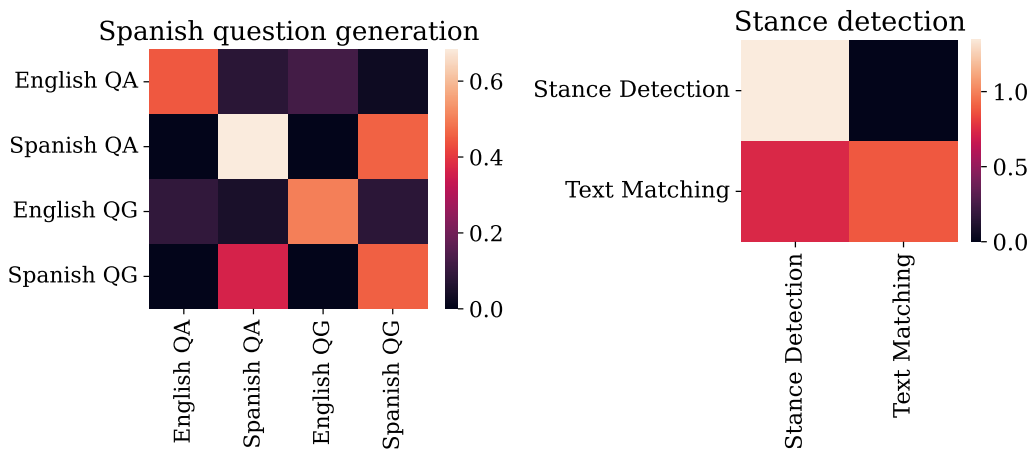 Spanish question generation
English QA
Spanish QA
English QG
Spanish QG
0.6
0.4
0.2
0.0
English QA
Spanish QA
English QG
Spanish QG
Stance detection
Stance Detection
Text Matching
1.0
0.5
0.0
Stance Detection
Text Matching